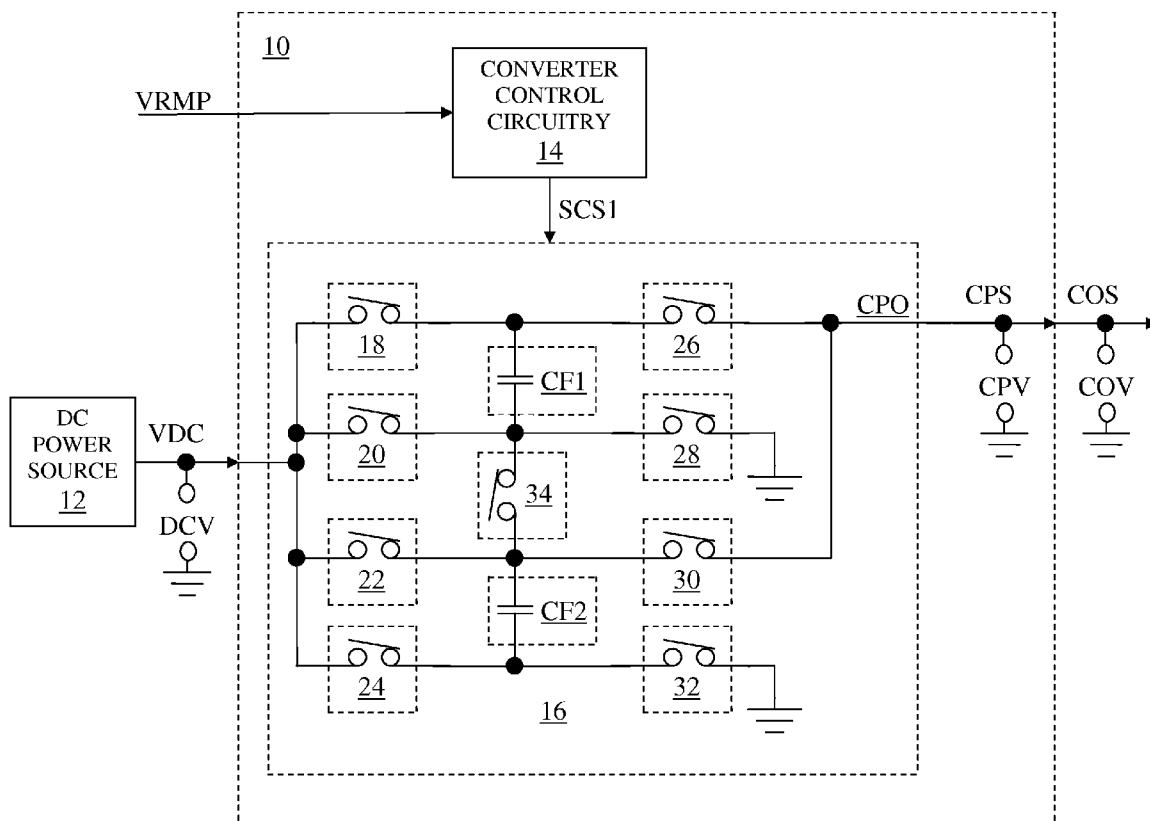 10
VRMP
CONVERTER
CONTROL
CIRCUITRY
14
SCS1
18
26
CPO
CPS
COS
CF1
CPV
COV
DC
POWER
SOURCE
12
VDC
20
28
34
DCV
22
30
CF2
24
32
16